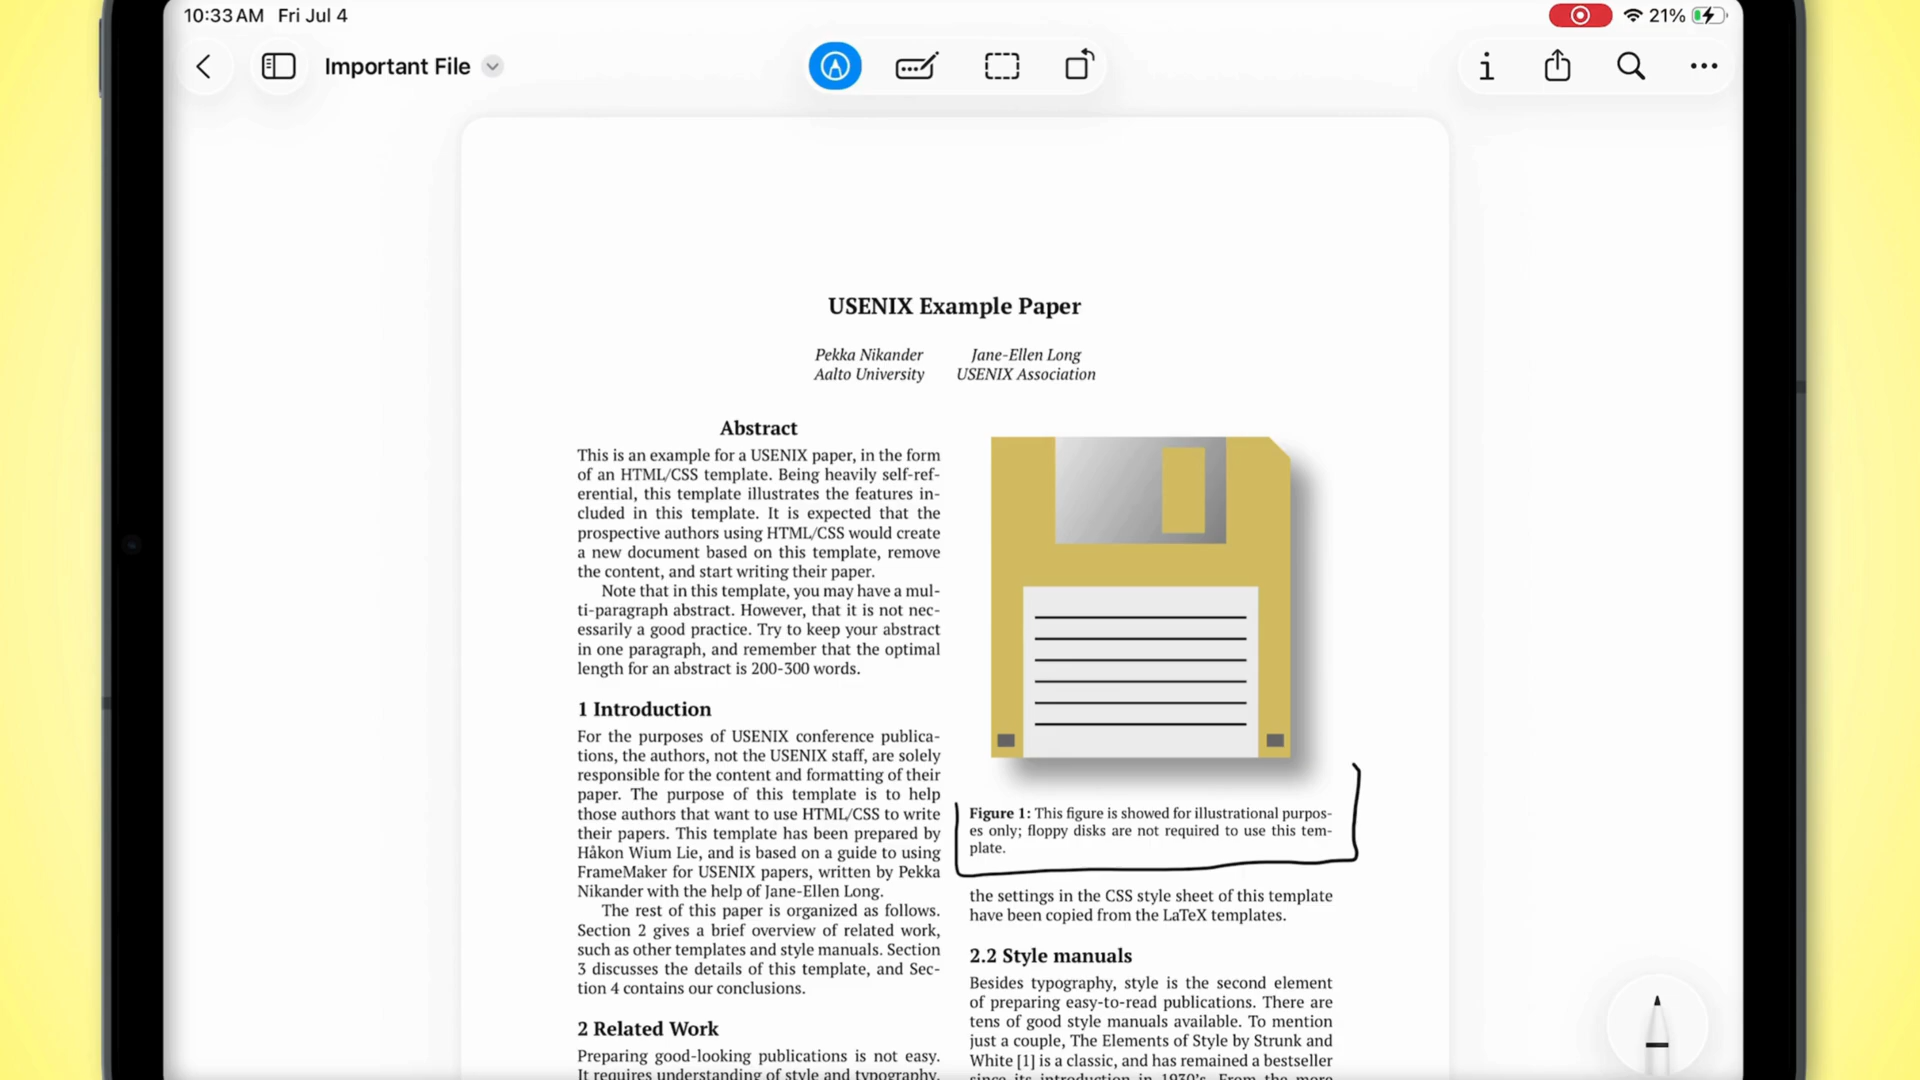 10:33 AM Fri Jul 4
21%
Important File
USENIX Example Paper
Pekka Nikander
Aalto University
Jane-Ellen Long
USENIX Association
Abstract
This is an example for a USENIX paper, in the form
of an HTML/CSS template. Being heavily self-ref-
erential, this template illustrates the features in-
cluded in this template. It is expected that the
prospective authors using HTML/CSS would create
a new document based on this template, remove
the content, and start writing their paper.
Note that in this template, you may have a mul-
ti-paragraph abstract. However, that it is not nec-
essarily a good practice. Try to keep your abstract
in one paragraph, and remember that the optimal
length for an abstract is 200-300 words.
1 Introduction
For the purposes of USENIX conference publica-
tions, the authors, not the USENIX staff, are solely
responsible for the content and formatting of their
paper. The purpose of this template is to help
those authors that want to use HTML/CSS to write
their papers. This template has been prepared by
Håkon Wium Lie, and is based on a guide to using
FrameMaker for USENIX papers, written by Pekka
Nikander with the help of Jane-Ellen Long.
The rest of this paper is organized as follows.
Section 2 gives a brief overview of related work,
such as other templates and style manuals. Section
3 discusses the details of this template, and Sec-
tion 4 contains our conclusions.
2 Related Work
Preparing good-looking publications is not easy.
It requires understanding of style and typography.
Figure 1: This figure is showed for illustrational purpos-
es only; floppy disks are not required to use this tem-
plate.
the settings in the CSS style sheet of this template
have been copied from the LaTeX templates.
2.2 Style manuals
Besides typography, style is the second element
of preparing easy-to-read publications. There are
tens of good style manuals available. To mention
just a couple, The Elements of Style by Strunk and
White [1] is a classic, and has remained a bestseller
since its introduction in 1930's. From the more